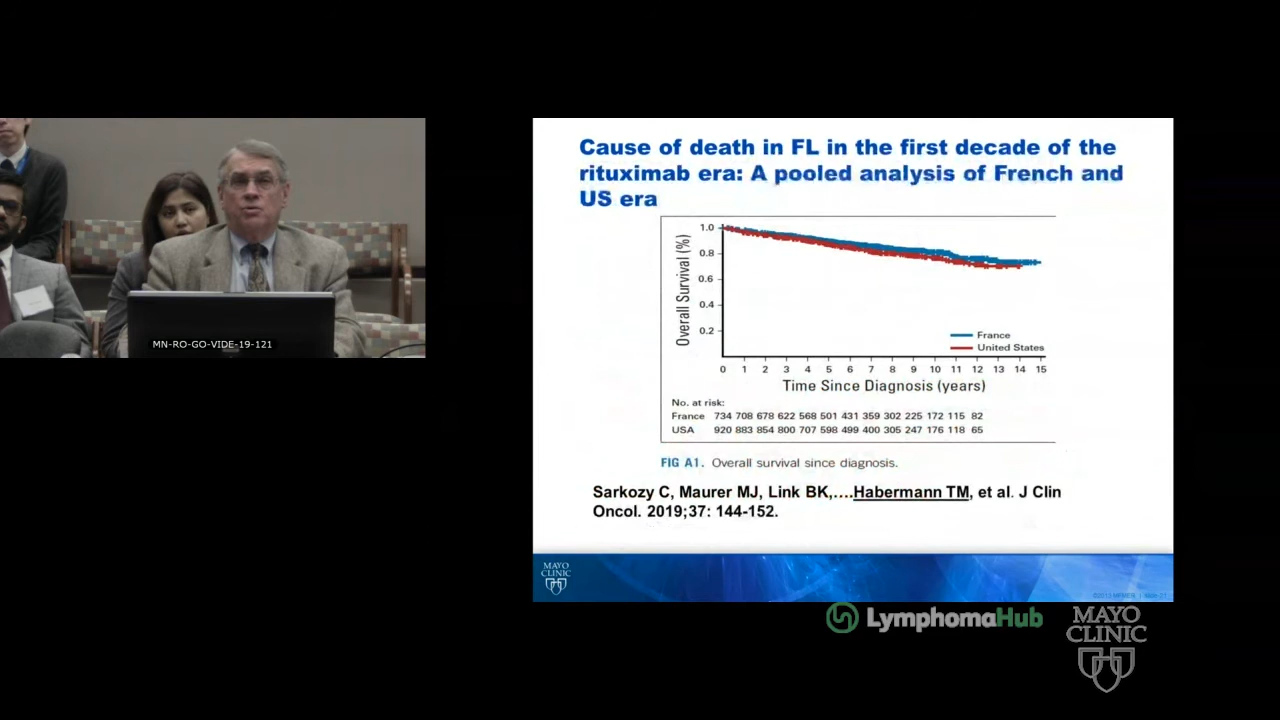 MN-RO-GO-VIDE-19-121
Cause of death in FL in the first decade of the
rituximab era: A pooled analysis of French and
US era
Overall Survival (%)
1.0
0.8
0.6
0.4
0.2
France
United States
0 1 2 3 4 5 6 7 8 9 10 11 12 13 14 15
Time Since Diagnosis (years)
No. at risk:
France 734 708 678 622 568 501 431 359 302 225 172 115 82
USA 920 883 854 800 707 598 499 400 305 247 176 118 65
FIG A1. Overall survival since diagnosis.
Sarkozy C, Maurer MJ, Link BK,....Habermann TM, et al. J Clin
Oncol. 2019;37: 144-152.
MAYO
CLINIC
LymphomaHub
MAYO
CLINIC